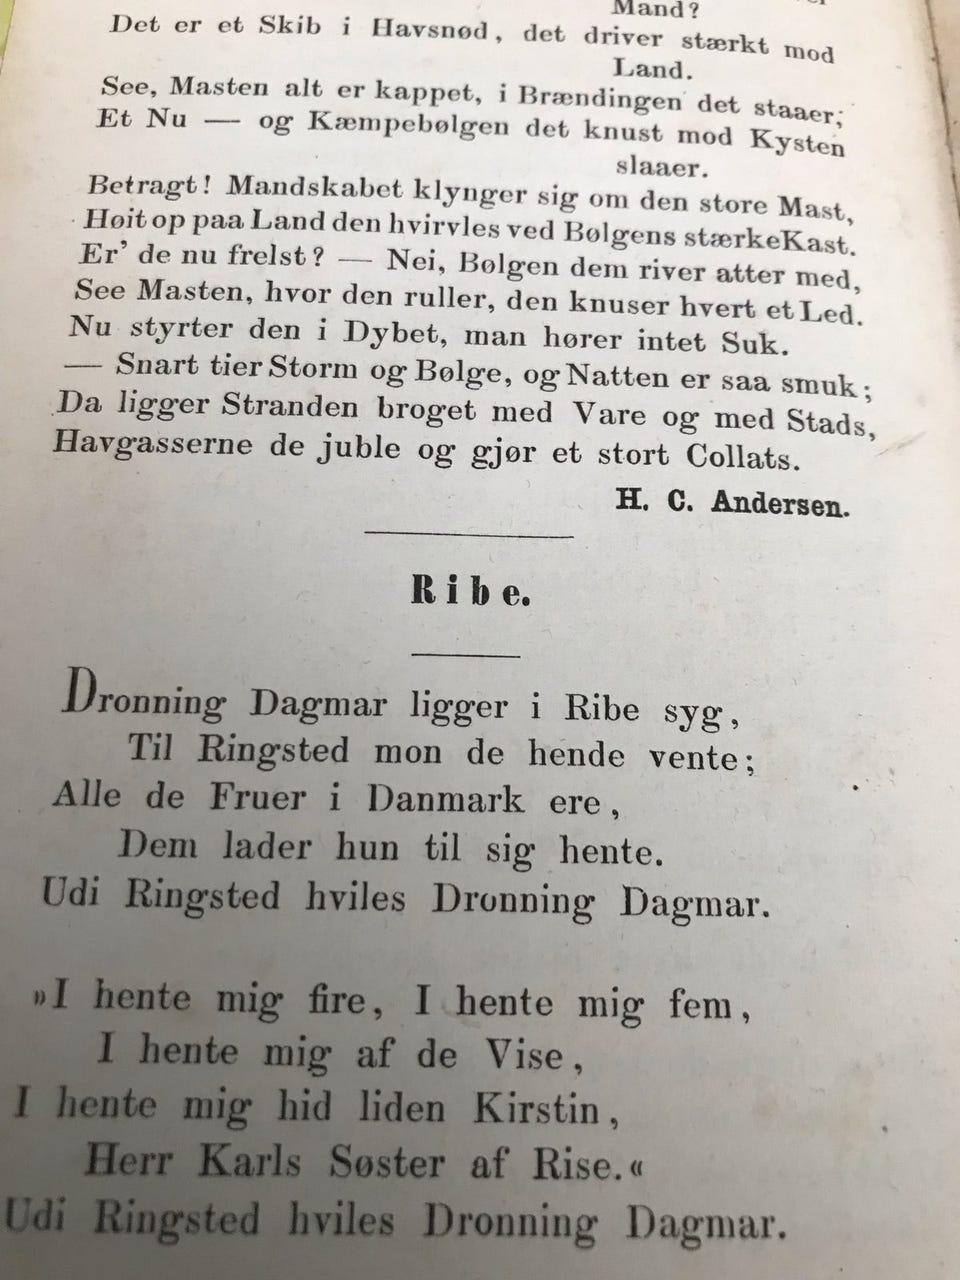 Mand?
Det er et Skib i Havsnød, det driver stærkt mod
Land.
See, Masten alt er kappet, i Brændingen det staaer;
Et Nu — og Kæmpebølgen det knust mod Kysten
slaaer.
Betragt! Mandskabet klynger sig om den store Mast,
Høit op paa Land den hvirvles ved Bølgens stærke Kast.
Er' de nu frelst? — Nei, Bølgen dem river atter med,
See Masten, hvor den ruller, den knuser hvert et Led.
Nu styrter den i Dybet, man hører intet Suk.
— Snart tier Storm og Bølge, og Natten er saa smuk;
Da ligger Stranden broget med Vare og med Stads,
Havgasserne de juble og gjør et stort Collats.
H. C. Andersen.
Ribe.
Dronning Dagmar ligger i Ribe syg,
Til Ringsted mon de hende vente;
Alle de Fruer i Danmark ere,
Dem lader hun til sig hente.
Udi Ringsted hviles Dronning Dagmar.
»I hente mig fire, I hente mig fem,
I hente mig af de Vise,
I hente mig hid liden Kirstin,
Herr Karls Søster af Rise.«
Udi Ringsted hviles Dronning Dagmar.